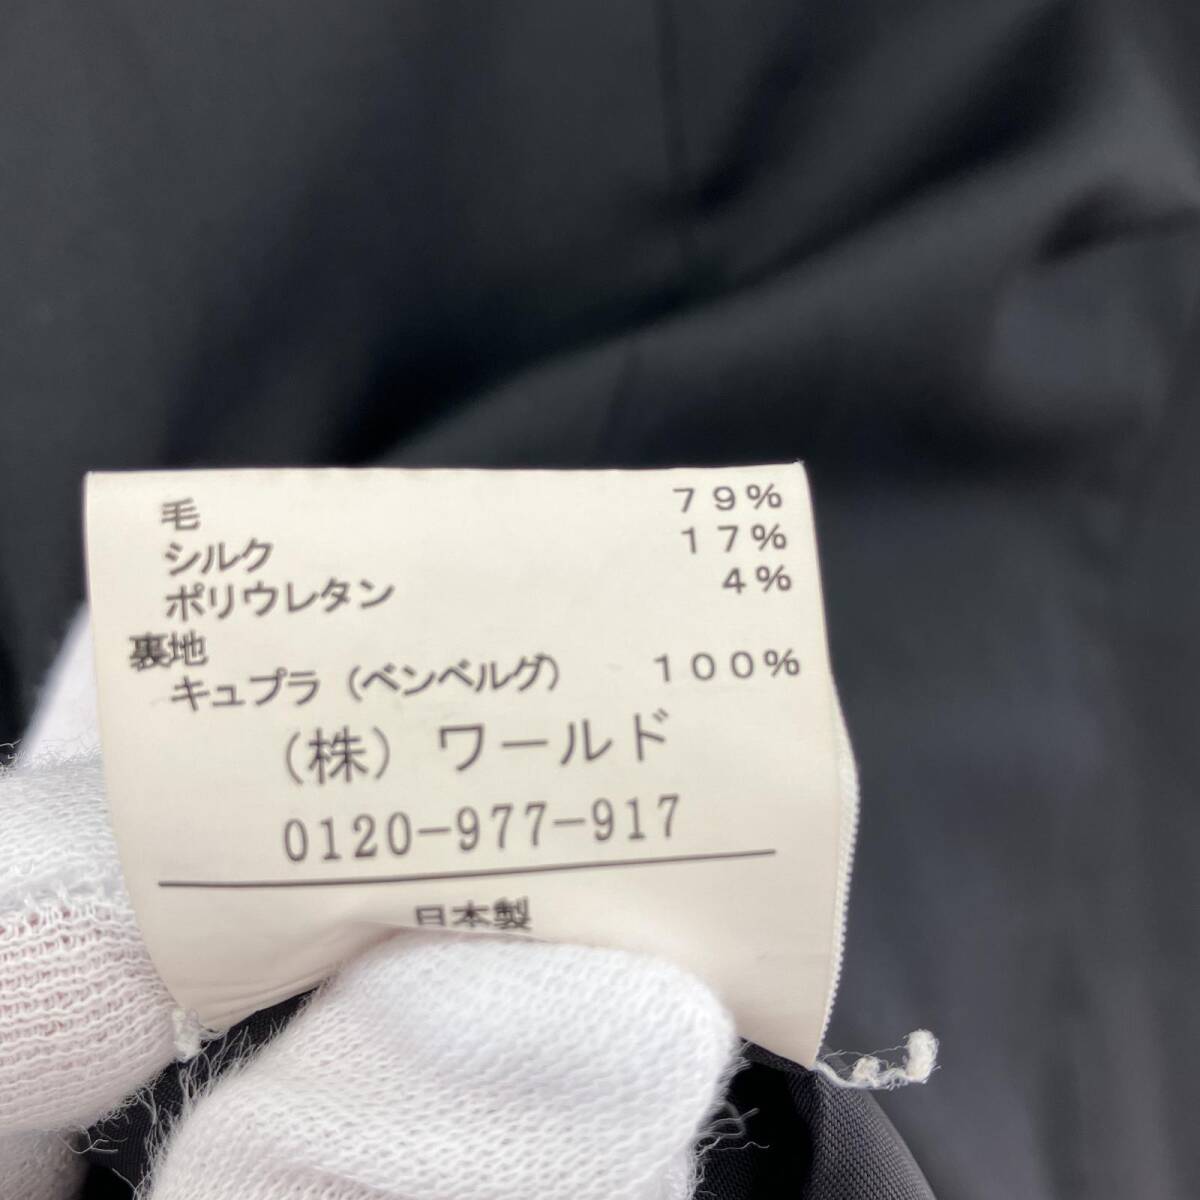 毛 79%
シルク 17%
ポリウレタン 4%
裏地
キュプラ（ベンベルグ） 100%
（株）ワールド
0120-977-917
日本製